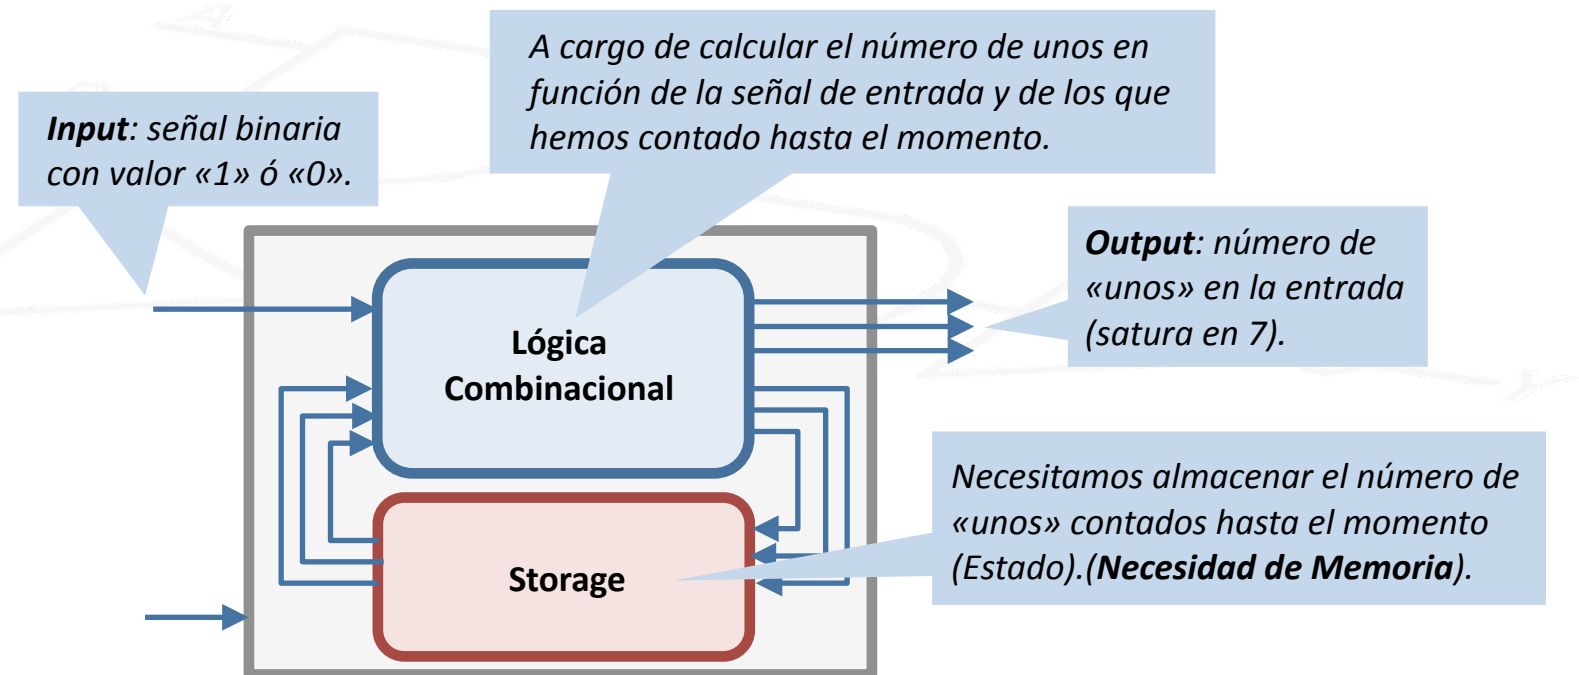 A cargo de calcular el número de unos en
función de la señal de entrada y de los que
hemos contado hasta el momento.
Input: señal binaria
con valor «1» ó «0».
Output: número de
«unos» en la entrada
(satura en 7).
Lógica
Combinacional
Necesitamos almacenar el número de
«unos» contados hasta el momento
(Estado).(Necesidad de Memoria).
Storage